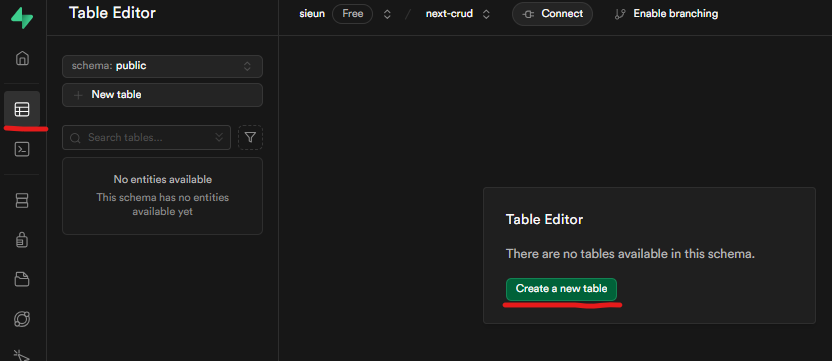 Table Editor
sieun Free / next-crud Connect Enable branching
schema: public
New table
Search tables...
No entities available
This schema has no entities
available yet
Table Editor
There are no tables available in this schema.
Create a new table